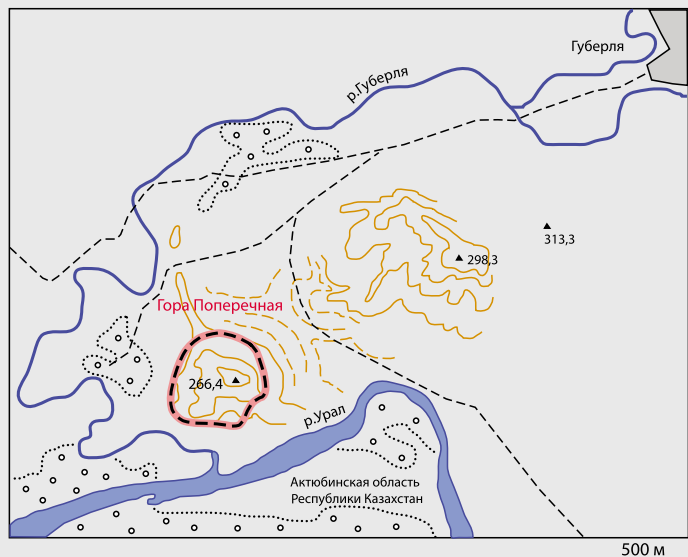 Губерля
р.Губерля
313,3
298,3
Гора Поперечная
266,4
р.Урал
Актюбинская область
Республики Казахстан
500 м